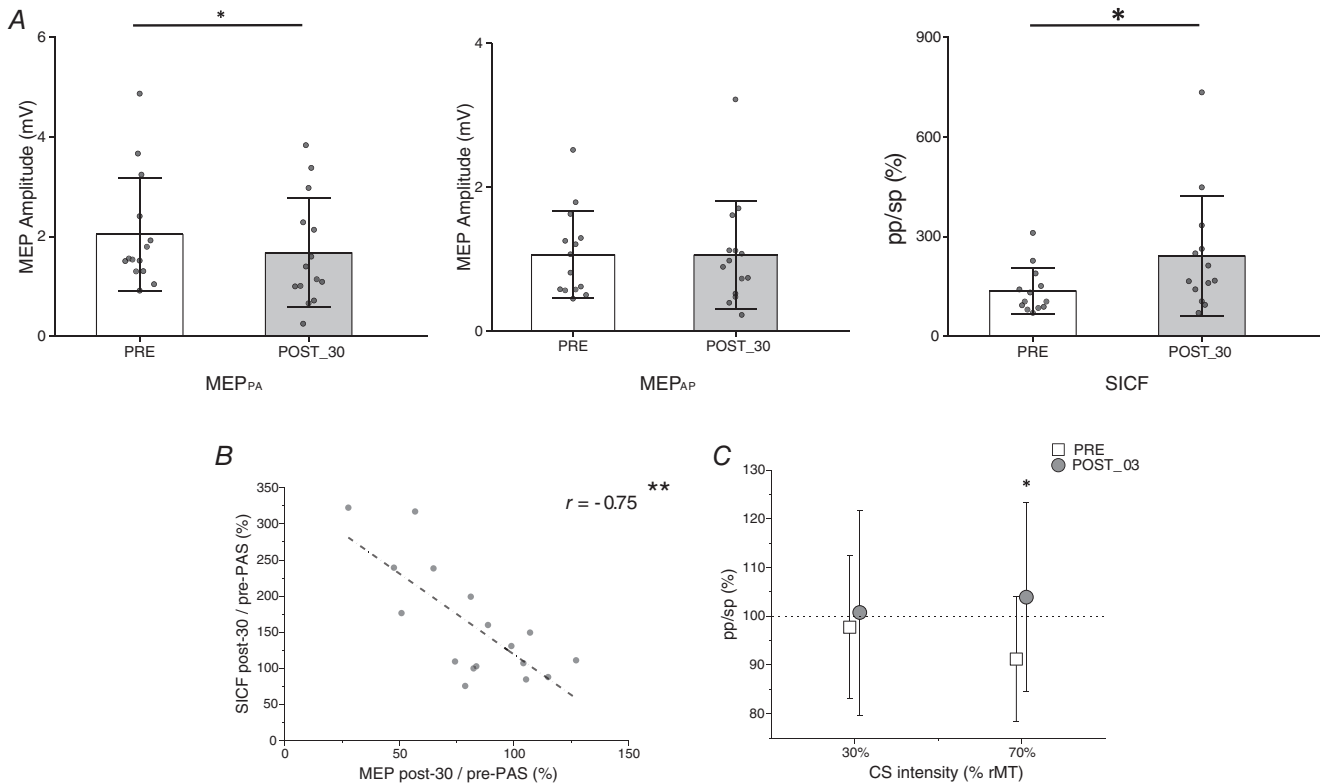 A
*
MEP Amplitude (mV)
6
4
2
0
PRE POST_30
MEPPA
MEP Amplitude (mV)
4
2
0
PRE POST_30
MEPAP
*
pp/sp (%)
900
600
300
0
PRE POST_30
SICF
B
r = - 0.75 **
SICF post-30 / pre-PAS (%)
350
300
250
200
150
100
50
0
0 50 100 150
MEP post-30 / pre-PAS (%)
C
PRE
POST_03
*
pp/sp (%)
130
120
110
100
90
80
30% 70%
CS intensity (% rMT)